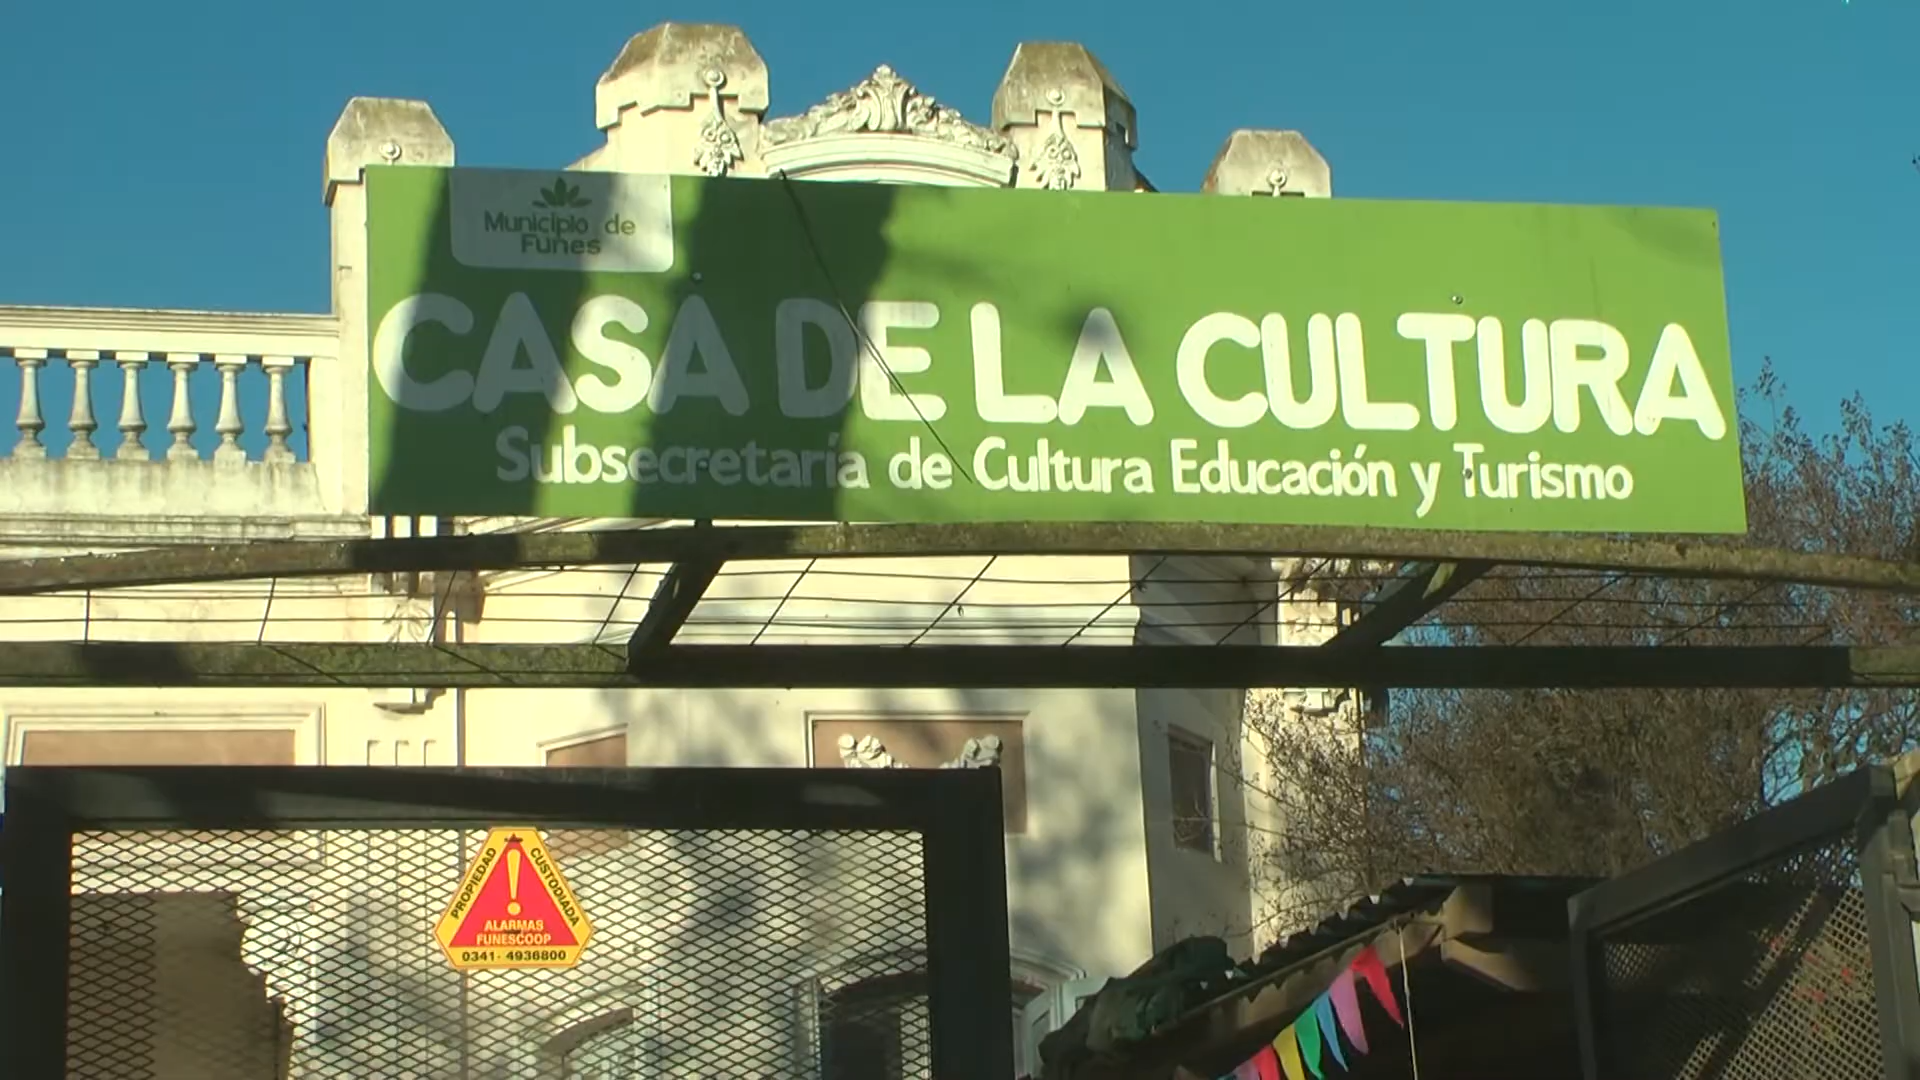 Municipio de
Funes
CASA DE LA CULTURA
Subsecretaría de Cultura Educación y Turismo
PROPIEDAD CUSTODIADA
ALARMAS
FUNESCOOP
0341- 4936800